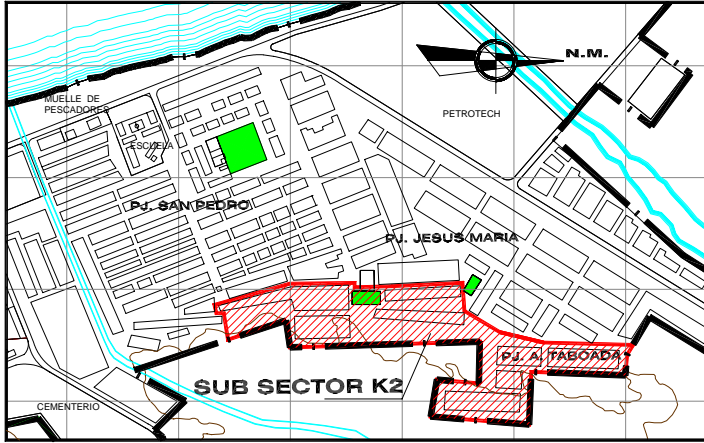 N.M.
MUELLE DE
PESCADORES
PETROTECH
ESCUELA
PJ. SAN PEDRO
PJ. JESUS MARIA
PJ. A. TABOADA
SUB SECTOR K2
CEMENTERIO